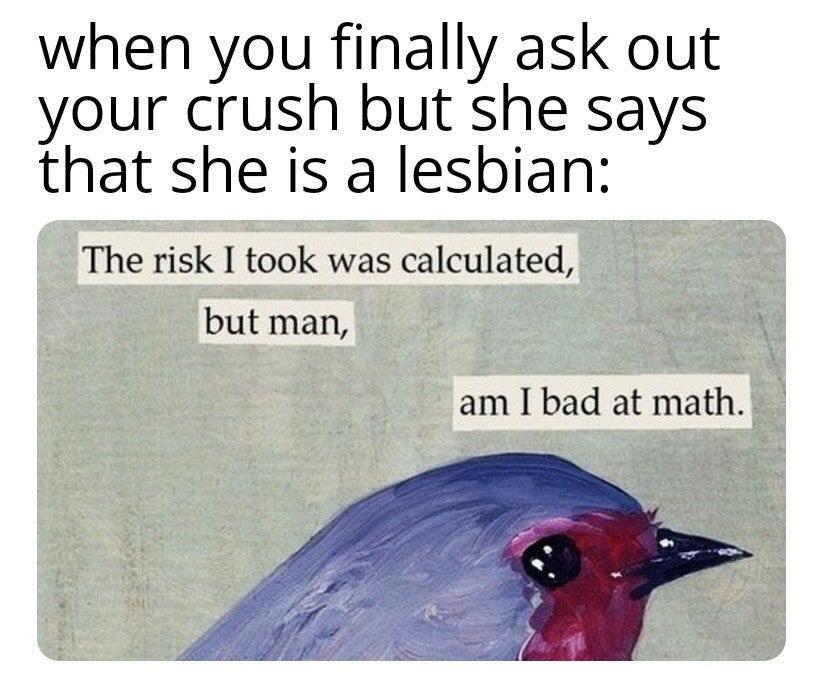 when you finally ask out
your crush but she says
that she is a lesbian:
The risk I took was calculated,
but man,
am I bad at math.